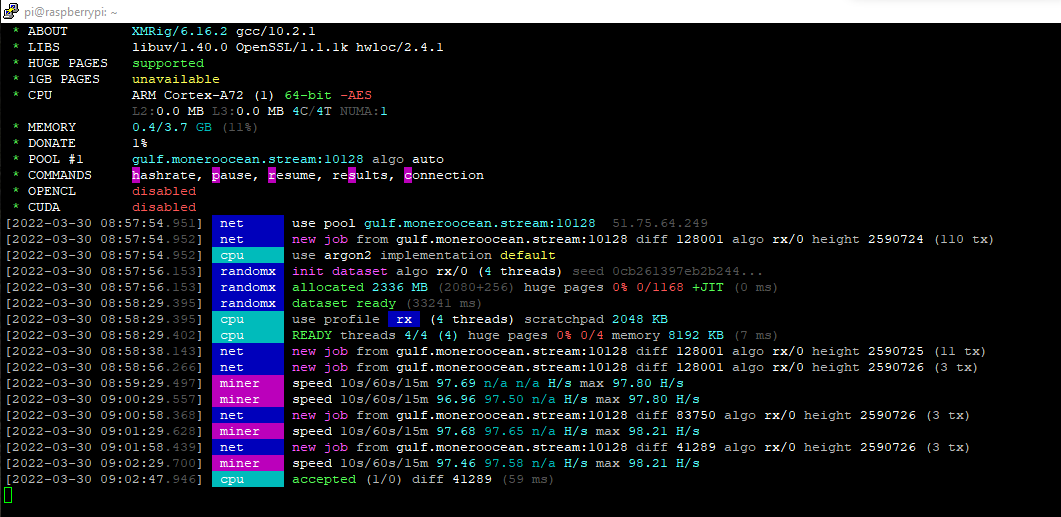 pi@raspberrypi: ~
* ABOUT XMRig/6.16.2 gcc/10.2.1
* LIBS libuv/1.40.0 OpenSSL/1.1.1k hwloc/2.4.1
* HUGE PAGES supported
* 1GB PAGES unavailable
* CPU ARM Cortex-A72 (1) 64-bit -AES
L2:0.0 MB L3:0.0 MB 4C/4T NUMA:1
* MEMORY 0.4/3.7 GB (11%)
* DONATE 1%
* POOL #1 gulf.moneroocean.stream:10128 algo auto
* COMMANDS hashrate, pause, resume, results, connection
* OPENCL disabled
* CUDA disabled
[2022-03-30 08:57:54.951] net use pool gulf.moneroocean.stream:10128 51.75.64.249
[2022-03-30 08:57:54.952] net new job from gulf.moneroocean.stream:10128 diff 128001 algo rx/0 height 2590724 (110 tx)
[2022-03-30 08:57:54.952] cpu use argon2 implementation default
[2022-03-30 08:57:56.153] randomx init dataset algo rx/0 (4 threads) seed 0cb261397eb2b244...
[2022-03-30 08:57:56.153] randomx allocated 2336 MB (2080+256) huge pages 0% 0/1168 +JIT (0 ms)
[2022-03-30 08:58:29.395] randomx dataset ready (33241 ms)
[2022-03-30 08:58:29.395] cpu use profile rx (4 threads) scratchpad 2048 KB
[2022-03-30 08:58:29.402] cpu READY threads 4/4 (4) huge pages 0% 0/4 memory 8192 KB (7 ms)
[2022-03-30 08:58:38.143] net new job from gulf.moneroocean.stream:10128 diff 128001 algo rx/0 height 2590725 (11 tx)
[2022-03-30 08:58:56.266] net new job from gulf.moneroocean.stream:10128 diff 128001 algo rx/0 height 2590726 (3 tx)
[2022-03-30 08:59:29.497] miner speed 10s/60s/15m 97.69 n/a n/a H/s max 97.80 H/s
[2022-03-30 09:00:29.557] miner speed 10s/60s/15m 96.96 97.50 n/a H/s max 97.80 H/s
[2022-03-30 09:00:58.368] net new job from gulf.moneroocean.stream:10128 diff 83750 algo rx/0 height 2590726 (3 tx)
[2022-03-30 09:01:29.628] miner speed 10s/60s/15m 97.68 97.65 n/a H/s max 98.21 H/s
[2022-03-30 09:01:58.439] net new job from gulf.moneroocean.stream:10128 diff 41289 algo rx/0 height 2590726 (3 tx)
[2022-03-30 09:02:29.700] miner speed 10s/60s/15m 97.46 97.58 n/a H/s max 98.21 H/s
[2022-03-30 09:02:47.946] cpu accepted (1/0) diff 41289 (59 ms)